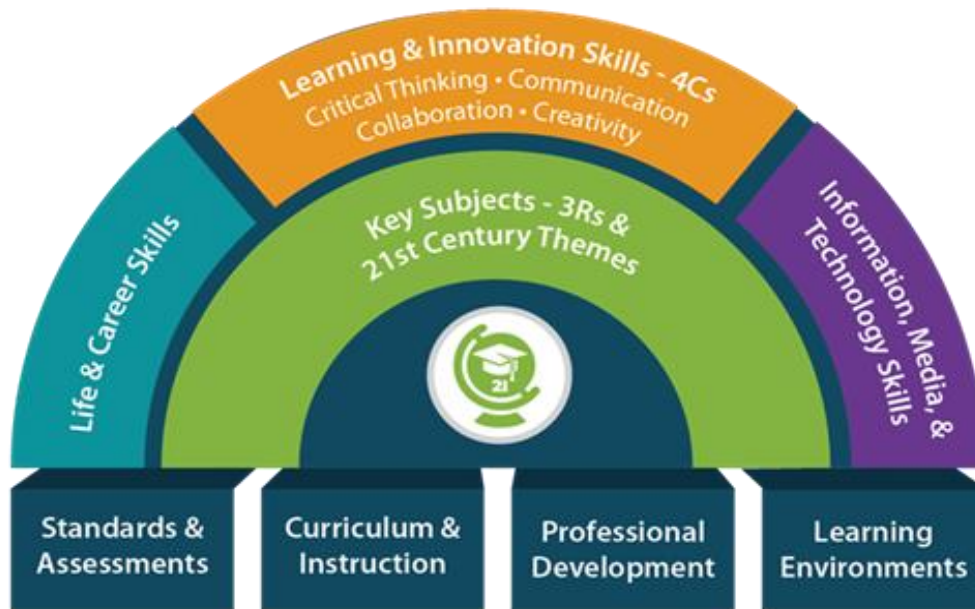 Learning & Innovation Skills - 4Cs
Critical Thinking • Communication
Collaboration • Creativity
Life & Career Skills
Key Subjects - 3Rs &
21st Century Themes
Information, Media, &
Technology Skills
21
Standards &
Assessments
Curriculum &
Instruction
Professional
Development
Learning
Environments